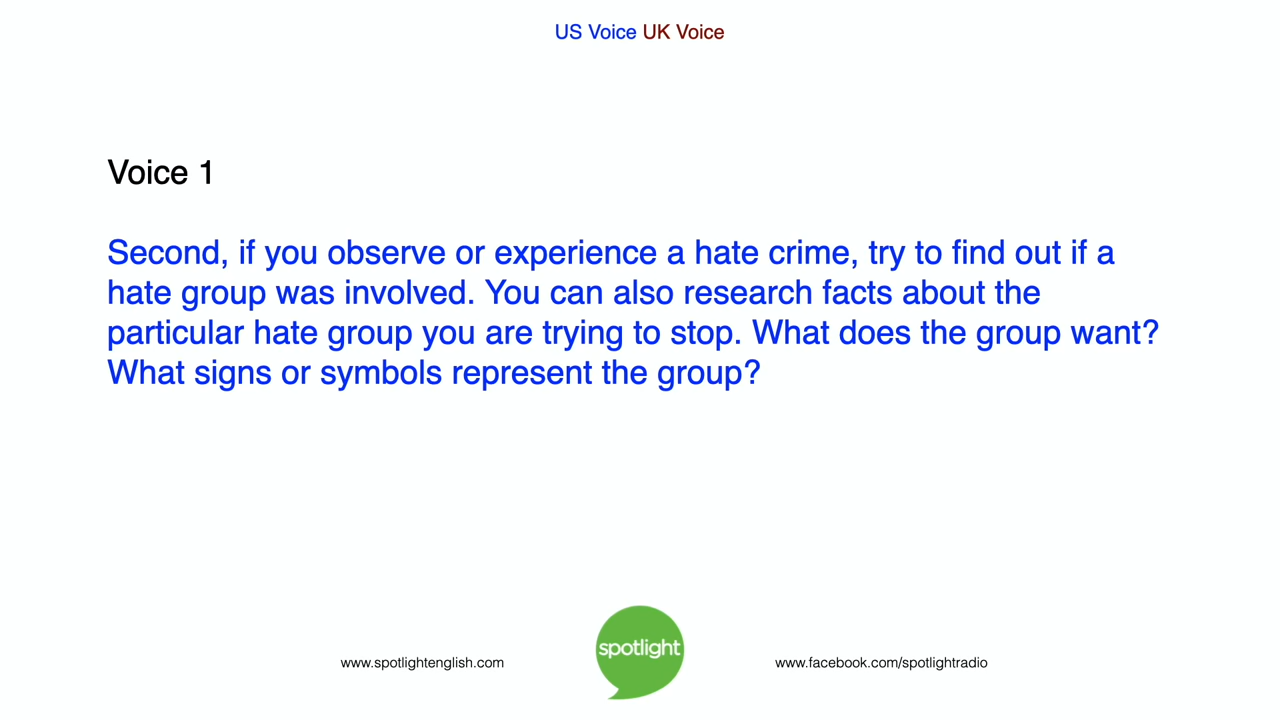 US Voice UK Voice
Voice 1
Second, if you observe or experience a hate crime, try to find out if a
hate group was involved. You can also research facts about the
particular hate group you are trying to stop. What does the group want?
What signs or symbols represent the group?
spotlight
www.spotlightenglish.com
www.facebook.com/spotlightradio